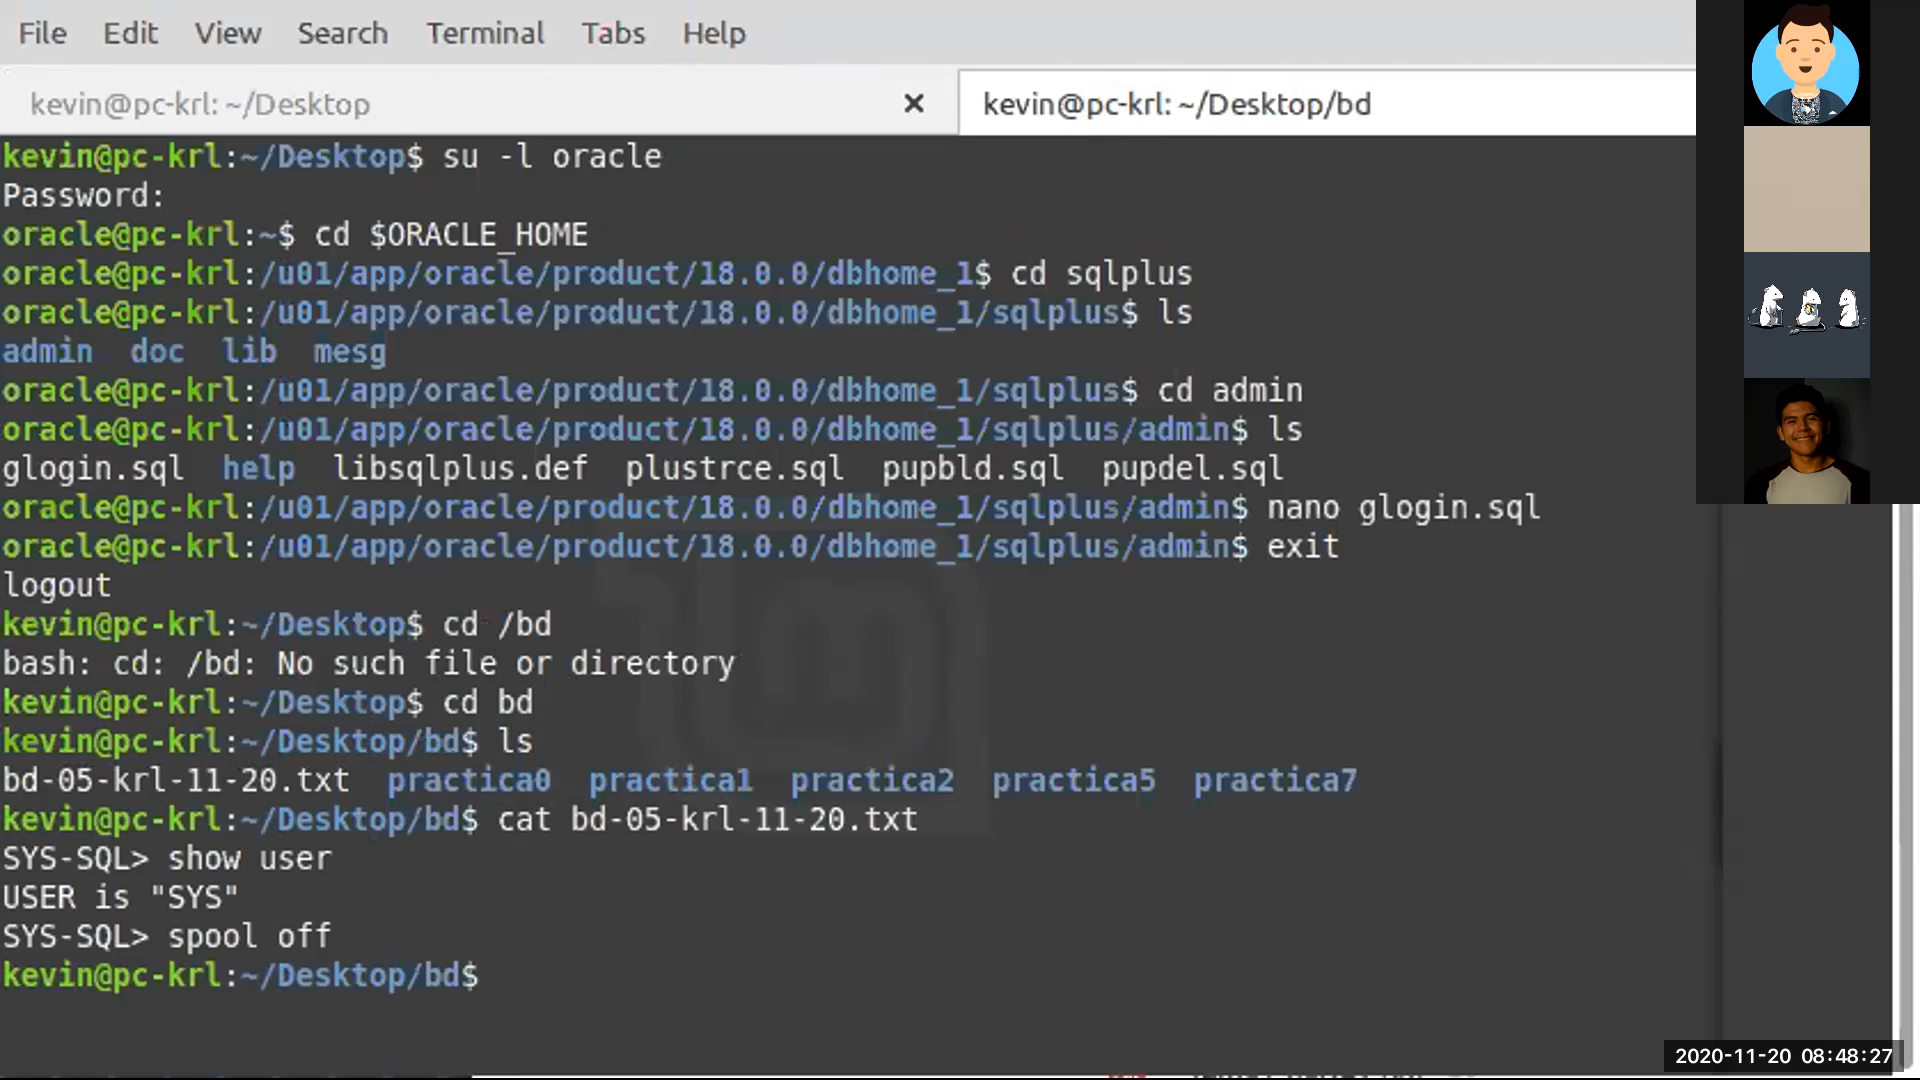 File Edit View Search Terminal Tabs Help
kevin@pc-krl: ~/Desktop × kevin@pc-krl: ~/Desktop/bd
kevin@pc-krl:~/Desktop$ su -l oracle
Password:
oracle@pc-krl:~$ cd $ORACLE_HOME
oracle@pc-krl:/u01/app/oracle/product/18.0.0/dbhome_1$ cd sqlplus
oracle@pc-krl:/u01/app/oracle/product/18.0.0/dbhome_1/sqlplus$ ls
admin doc lib mesg
oracle@pc-krl:/u01/app/oracle/product/18.0.0/dbhome_1/sqlplus$ cd admin
oracle@pc-krl:/u01/app/oracle/product/18.0.0/dbhome_1/sqlplus/admin$ ls
glogin.sql help libsqlplus.def plustrce.sql pupbld.sql pupdel.sql
oracle@pc-krl:/u01/app/oracle/product/18.0.0/dbhome_1/sqlplus/admin$ nano glogin.sql
oracle@pc-krl:/u01/app/oracle/product/18.0.0/dbhome_1/sqlplus/admin$ exit
logout
kevin@pc-krl:~/Desktop$ cd /bd
bash: cd: /bd: No such file or directory
kevin@pc-krl:~/Desktop$ cd bd
kevin@pc-krl:~/Desktop/bd$ ls
bd-05-krl-11-20.txt practica0 practica1 practica2 practica5 practica7
kevin@pc-krl:~/Desktop/bd$ cat bd-05-krl-11-20.txt
SYS-SQL> show user
USER is "SYS"
SYS-SQL> spool off
kevin@pc-krl:~/Desktop/bd$
2020-11-20 08:48:27